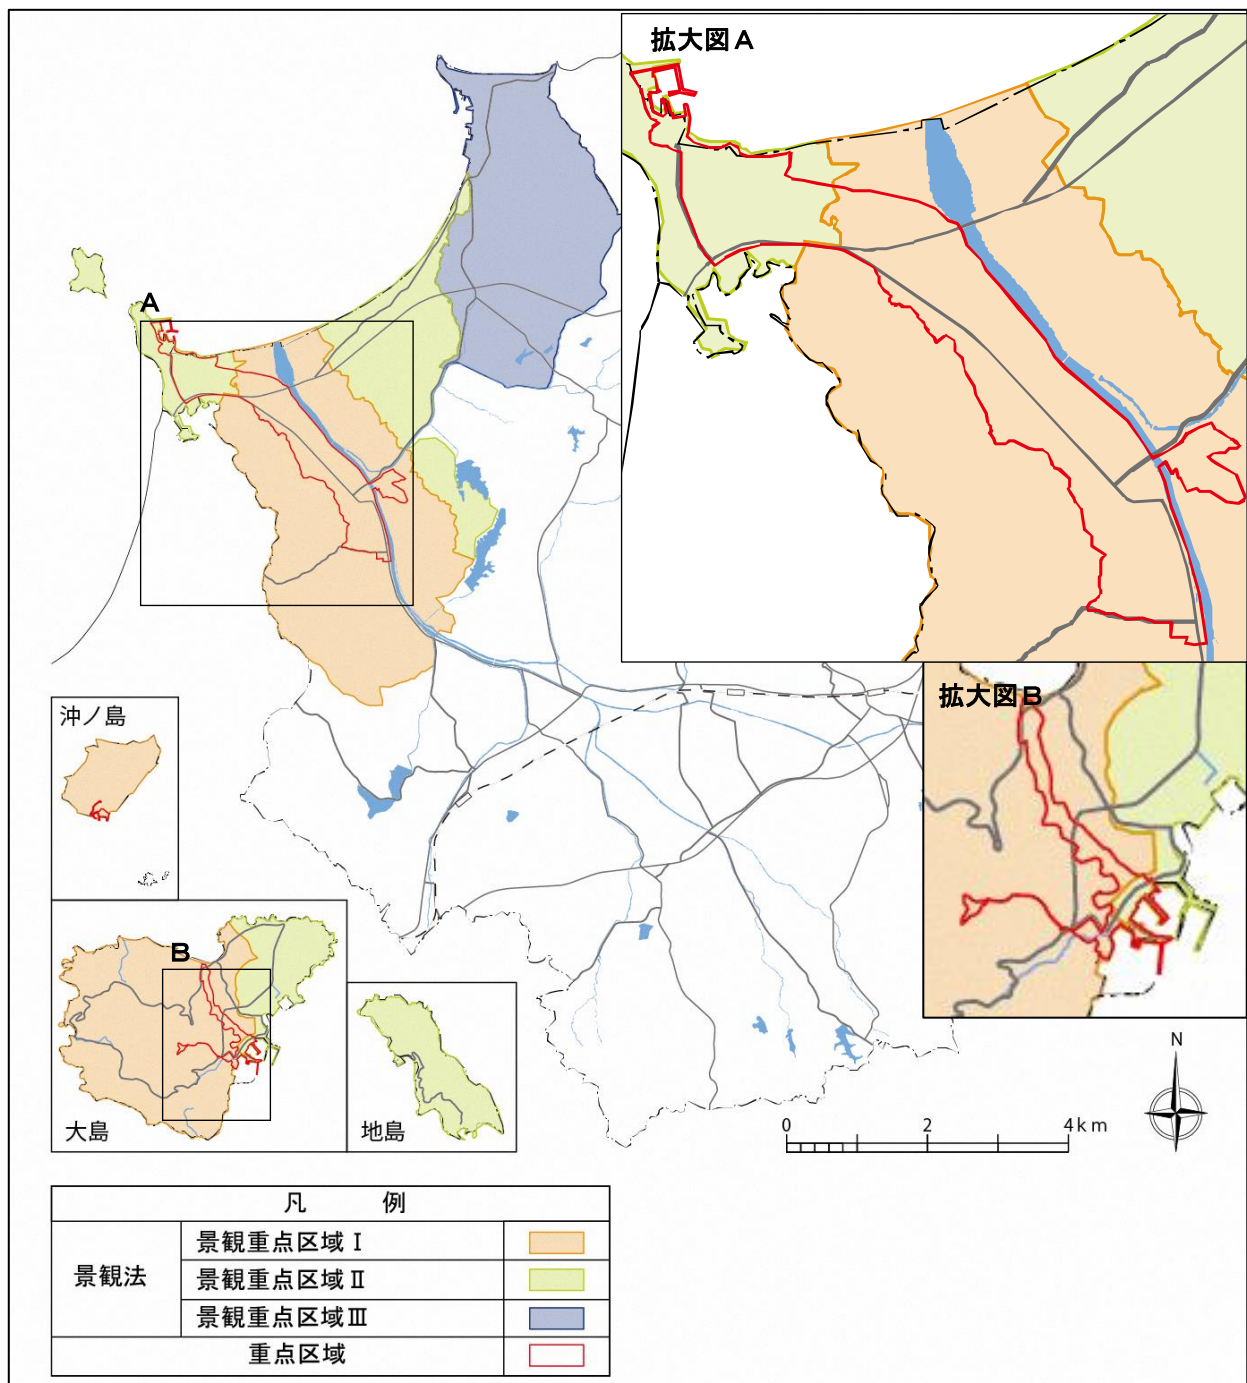 拡大図A
A
拡大図B
沖ノ島
B
大島
地島
N
0 2 4km
凡 例
景観法
景観重点区域Ⅰ
景観重点区域Ⅱ
景観重点区域Ⅲ
重点区域